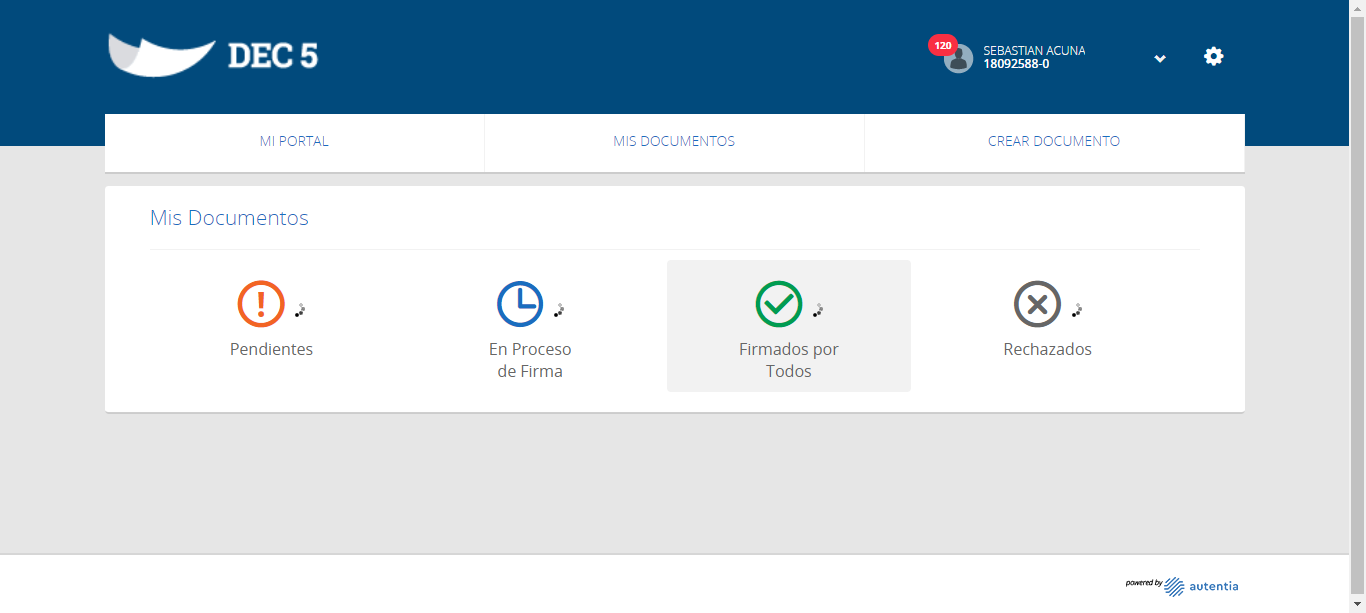 DEC 5
120
SEBASTIAN ACUNA
18092588-0
MI PORTAL
MIS DOCUMENTOS
CREAR DOCUMENTO
Mis Documentos
Pendientes
En Proceso
de Firma
Firmados por
Todos
Rechazados
powered by
autentia